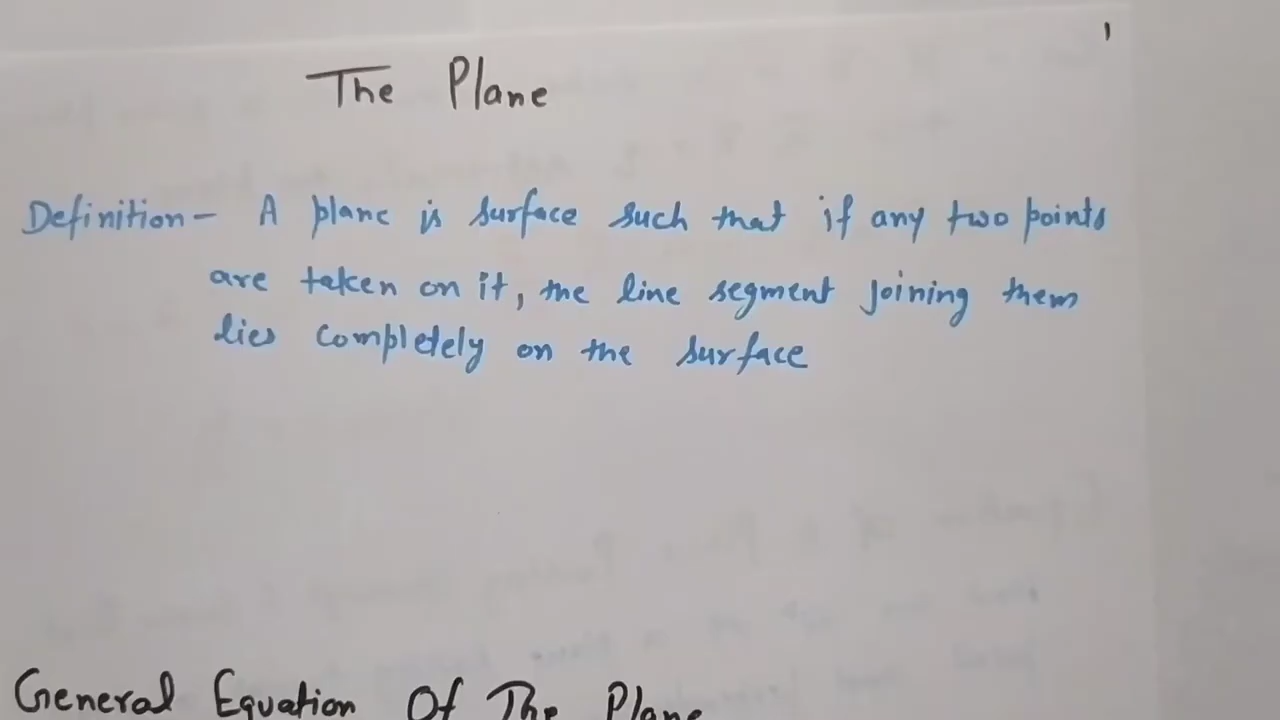 1
The Plane
Definition- A plane is surface such that if any two points
are taken on it, the line segment joining them
lies completely on the surface
General Equation Of The Plane